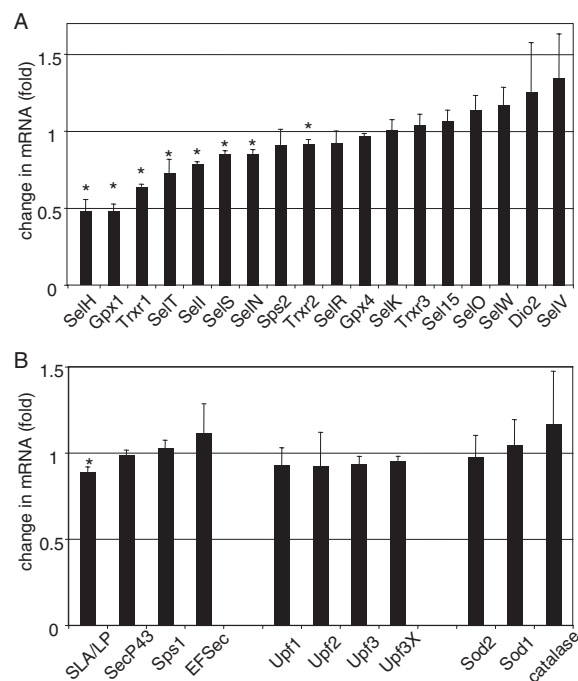 A
change in mRNA (fold)
1.5
1
0.5
0
* * * * * * * *
SelH Gpx1 Trxr1 SelT SelI SelS SelN Sps2 Trxr2 SelR Gpx4 SelK Trxr3 Sel15 SelO SelW Dio2 SelV
B
change in mRNA (fold)
1.5
1
0.5
0
*
SLA/LP SecP43 Sps1 EFSec Upf1 Upf2 Upf3 Upf3X Sod2 Sod1 catalase